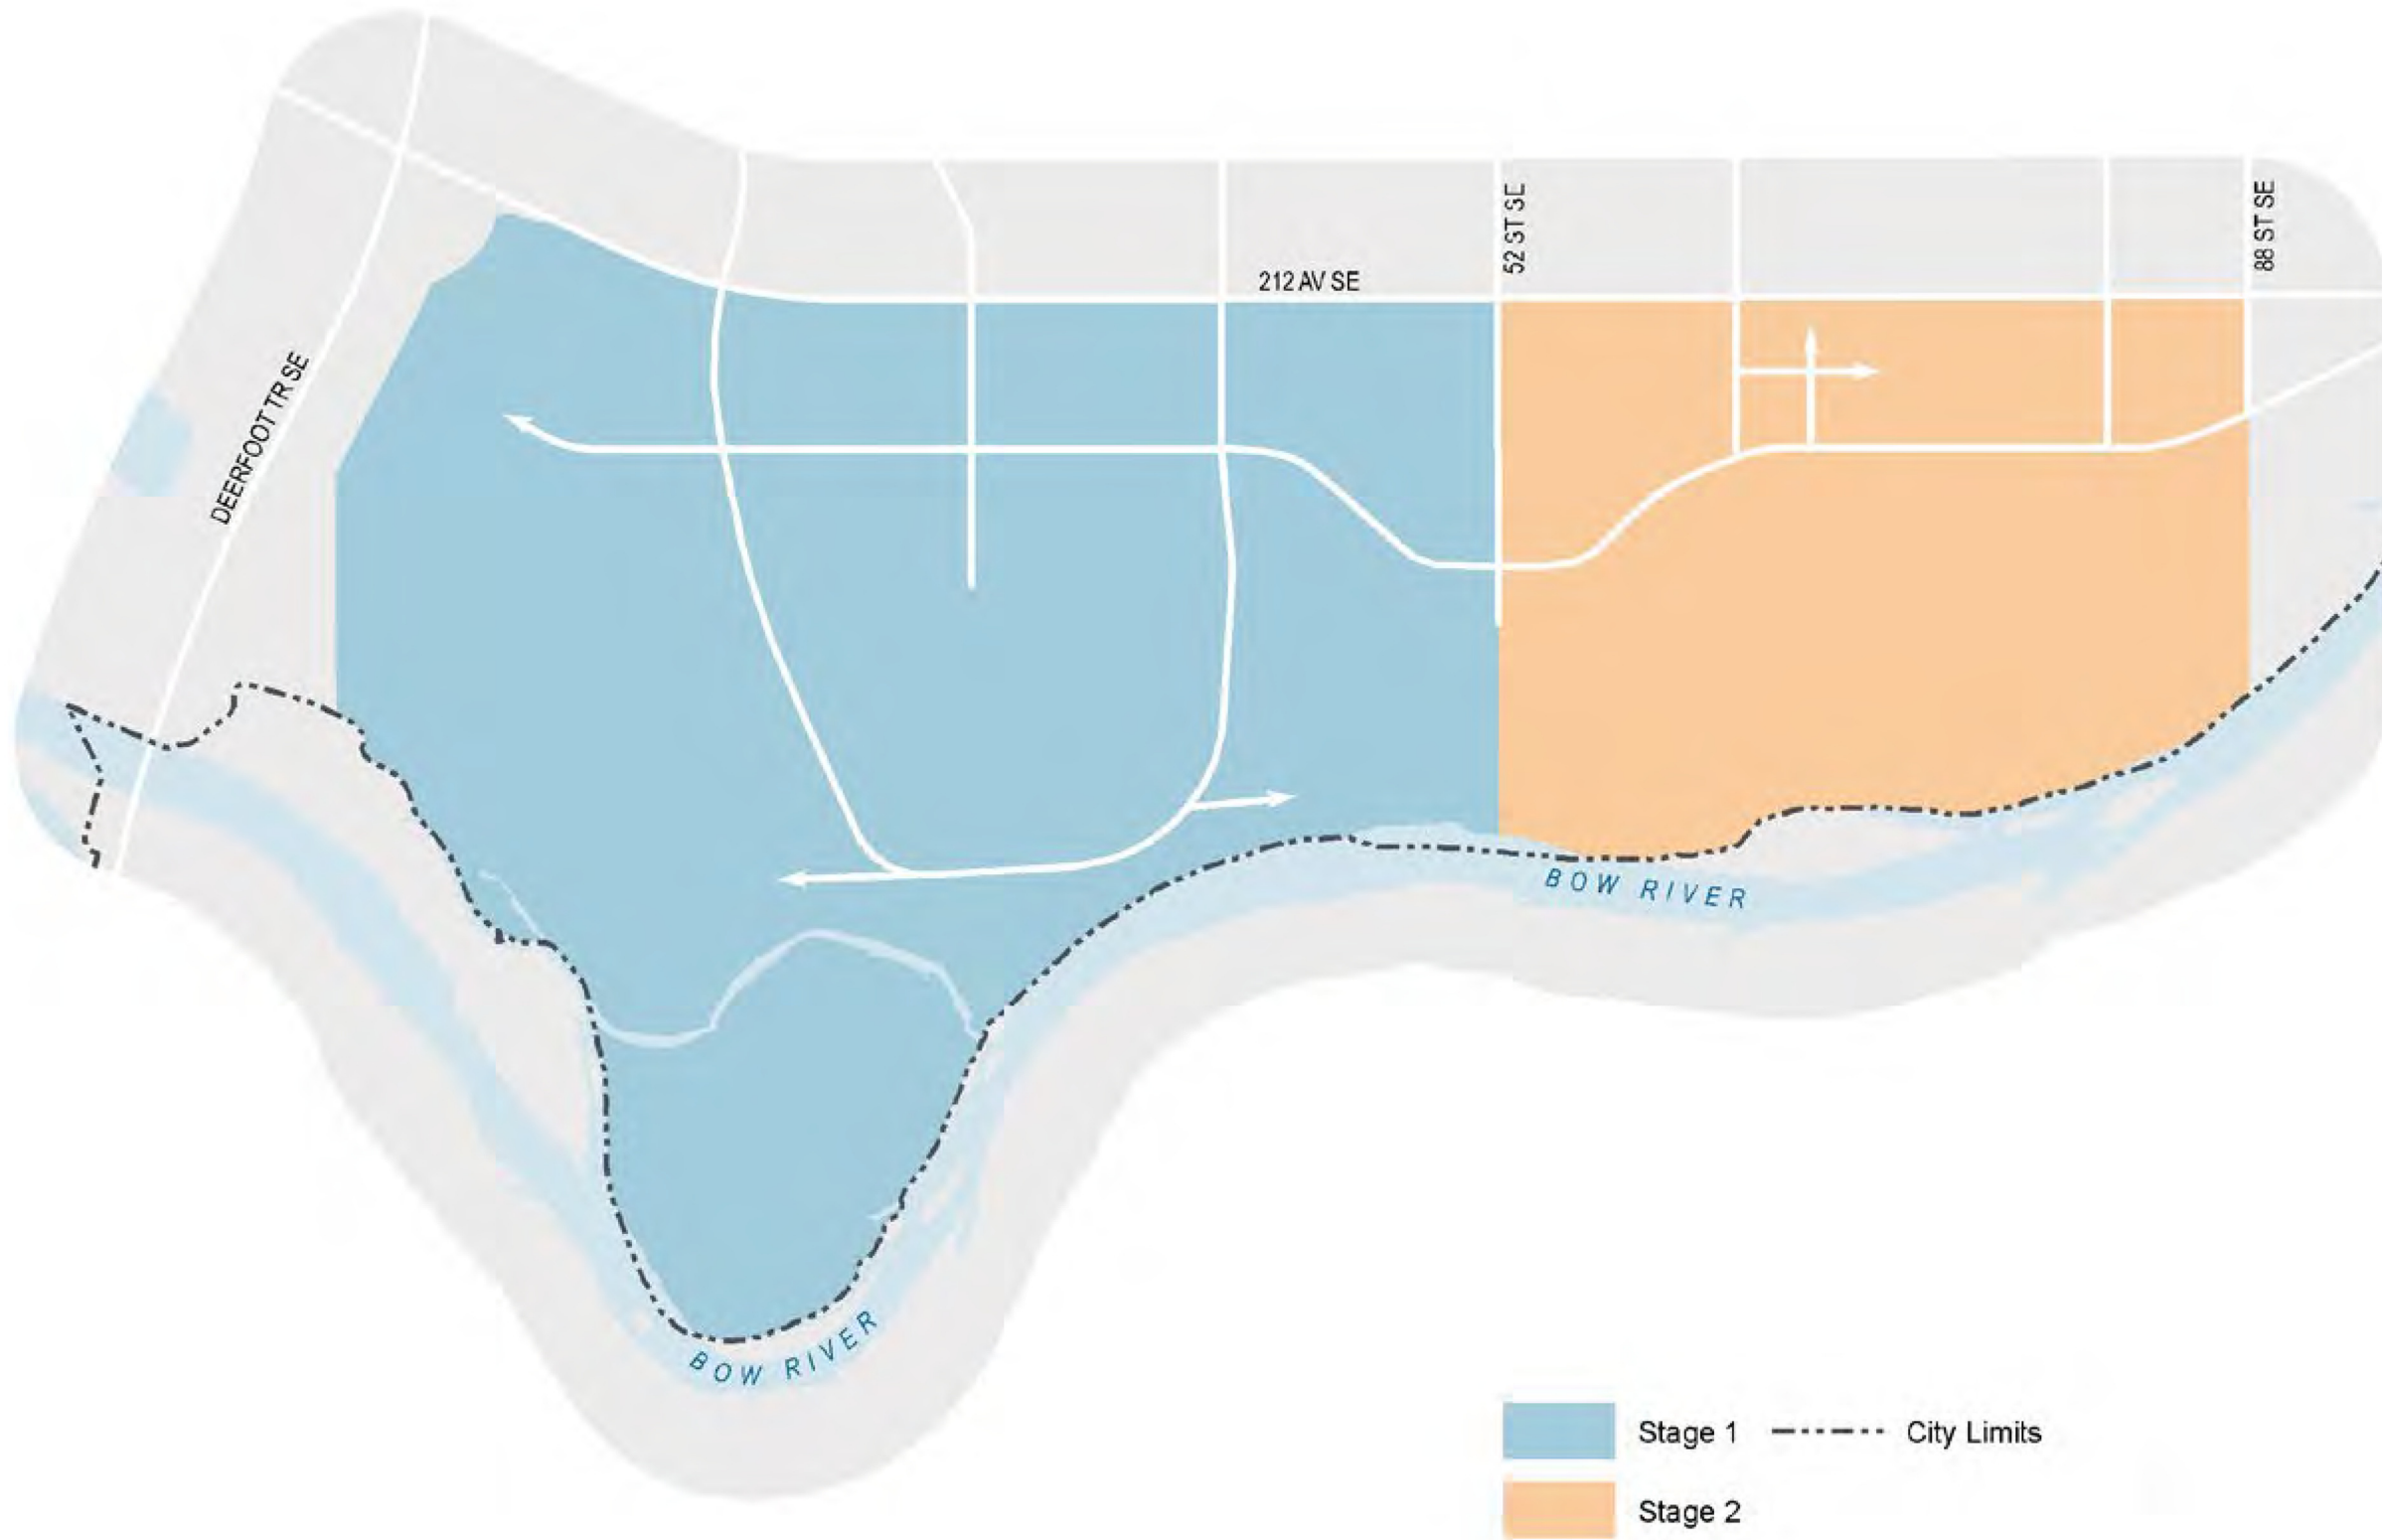 52 ST SE
88 ST SE
212 AV SE
DEERFOOT TR SE
BOW RIVER
BOW RIVER
Stage 1
City Limits
Stage 2